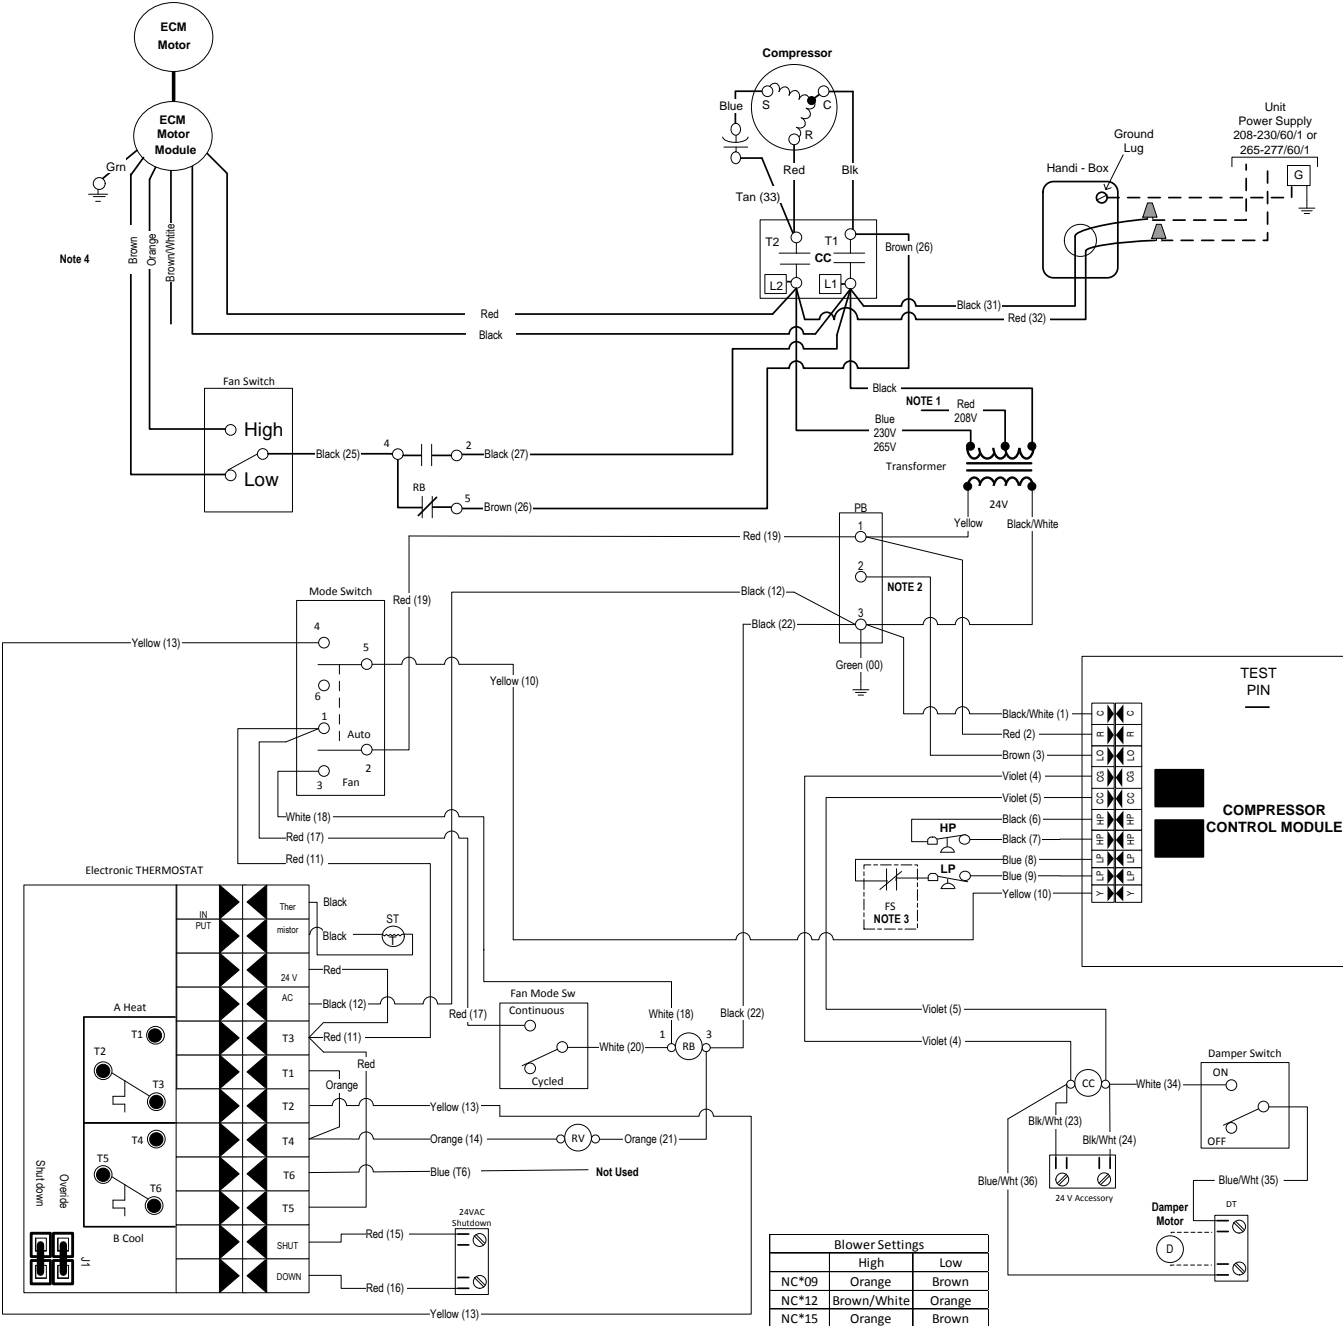 ECM
Motor
ECM
Motor
Module
Grn
Note 4
Brown
Orange
Brown/Whtite
Compressor
Blue
S
C
R
Red
Blk
Tan (33)
T2
T1
CC
L2
L1
Brown (26)
Unit
Power Supply
208-230/60/1 or
265-277/60/1
Ground
Lug
Handi - Box
G
Black (31)
Red (32)
Red
Black
Fan Switch
High
Low
Black (25)
4
2
Black (27)
RB
5
Brown (26)
Black
NOTE 1
Red
208V
Blue
230V
265V
Transformer
24V
Yellow
Black/White
PB
1
2
3
NOTE 2
Red (19)
Black (12)
Black (22)
Green (00)
Mode Switch
Red (19)
4
5
6
1
Auto
2
3
Fan
Yellow (13)
Yellow (10)
White (18)
Red (17)
Red (11)
TEST
PIN
Black/White (1)
C
C
Red (2)
R
R
Brown (3)
LO
LO
Violet (4)
CG
CG
Violet (5)
CC
CC
Black (6)
HP
HP
Black (7)
HP
HP
Blue (8)
LP
LP
Blue (9)
LP
LP
Yellow (10)
Y
Y
HP
LP
FS
NOTE 3
COMPRESSOR
CONTROL MODULE
Electronic THERMOSTAT
IN
PUT
Ther
mistor
24 V
AC
T3
T1
T2
T4
T6
T5
SHUT
DOWN
Black
Black
ST
Red
Black (12)
Red (11)
Red
Orange
Yellow (13)
Orange (14)
RV
Orange (21)
Blue (T6)
Not Used
Red (15)
Red (16)
24VAC
Shutdown
Yellow (13)
A Heat
T1
T2
T3
T4
T5
T6
B Cool
Shut down
Overide
J1
Red (17)
Fan Mode Sw
Continuous
Cycled
White (20)
White (18)
1
RB
3
Black (22)
Violet (5)
Violet (4)
CC
White (34)
Damper Switch
ON
OFF
Blk/Wht (23)
Blk/Wht (24)
24 V Accessory
Blue/Wht (36)
Blue/Wht (35)
DT
Damper
Motor
D
Blower Settings
High Low
NC*09 Orange Brown
NC*12 Brown/White Orange
NC*15 Orange Brown